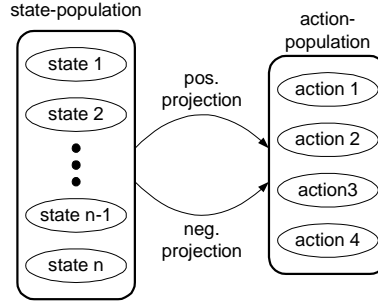 state-population
state 1
state 2
state n-1
state n
pos.
projection
neg.
projection
action-
population
action 1
action 2
action3
action 4